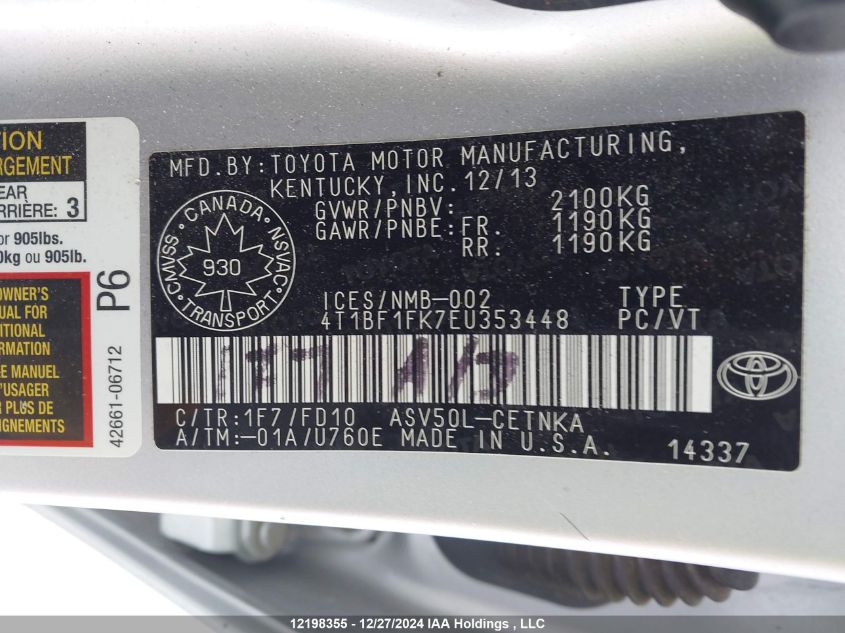 ION
RGEMENT
EAR
ARRIÈRE: 3
or 905lbs.
0kg ou 905lb.
OWNER'S
UAL FOR
ITIONAL
RMATION
E MANUEL
'USAGER
R PLUS DE
IGNEMENTS
P6
42661-06712
MFD.BY:TOYOTA MOTOR MANUFACTURING,
KENTUCKY,INC.12/13
GVWR/PNBV: 2100KG
GAWR/PNBE:FR. 1190KG
RR. 1190KG
CANADA
CMVSS NSVAC
930
TRANSPORT
ICES/NMB-002 TYPE
4T1BF1FK7EU353448 PC/VT
C/TR:1F7/FD10 ASV50L-CETNKA
A/TM:-01A/U760E MADE IN U.S.A.
14337
12198355 - 12/27/2024 IAA Holdings , LLC